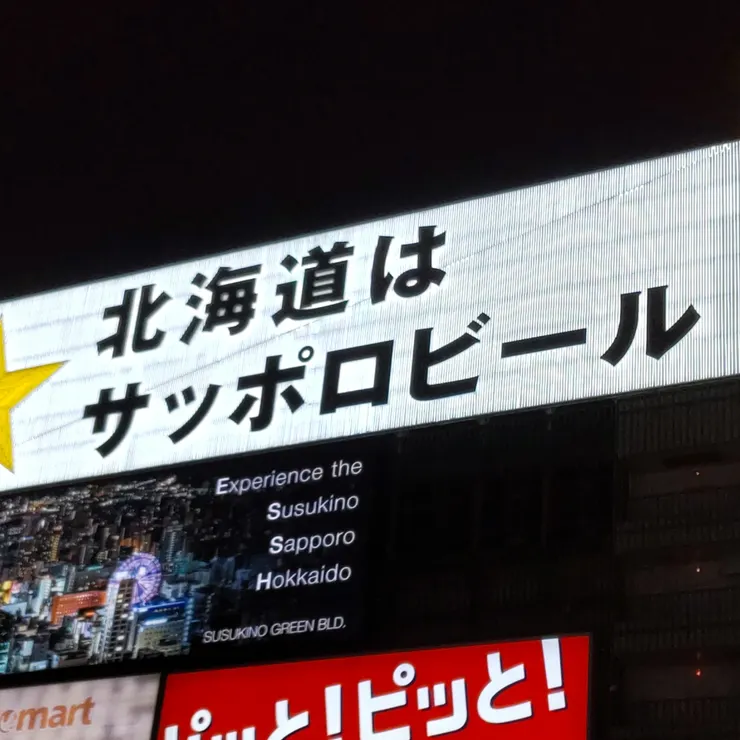 北海道は
サッポロビール
Experience the
Susukino
Sapporo
Hokkaido
SUSUKINO GREEN BLD.
ピッと!ピッと!